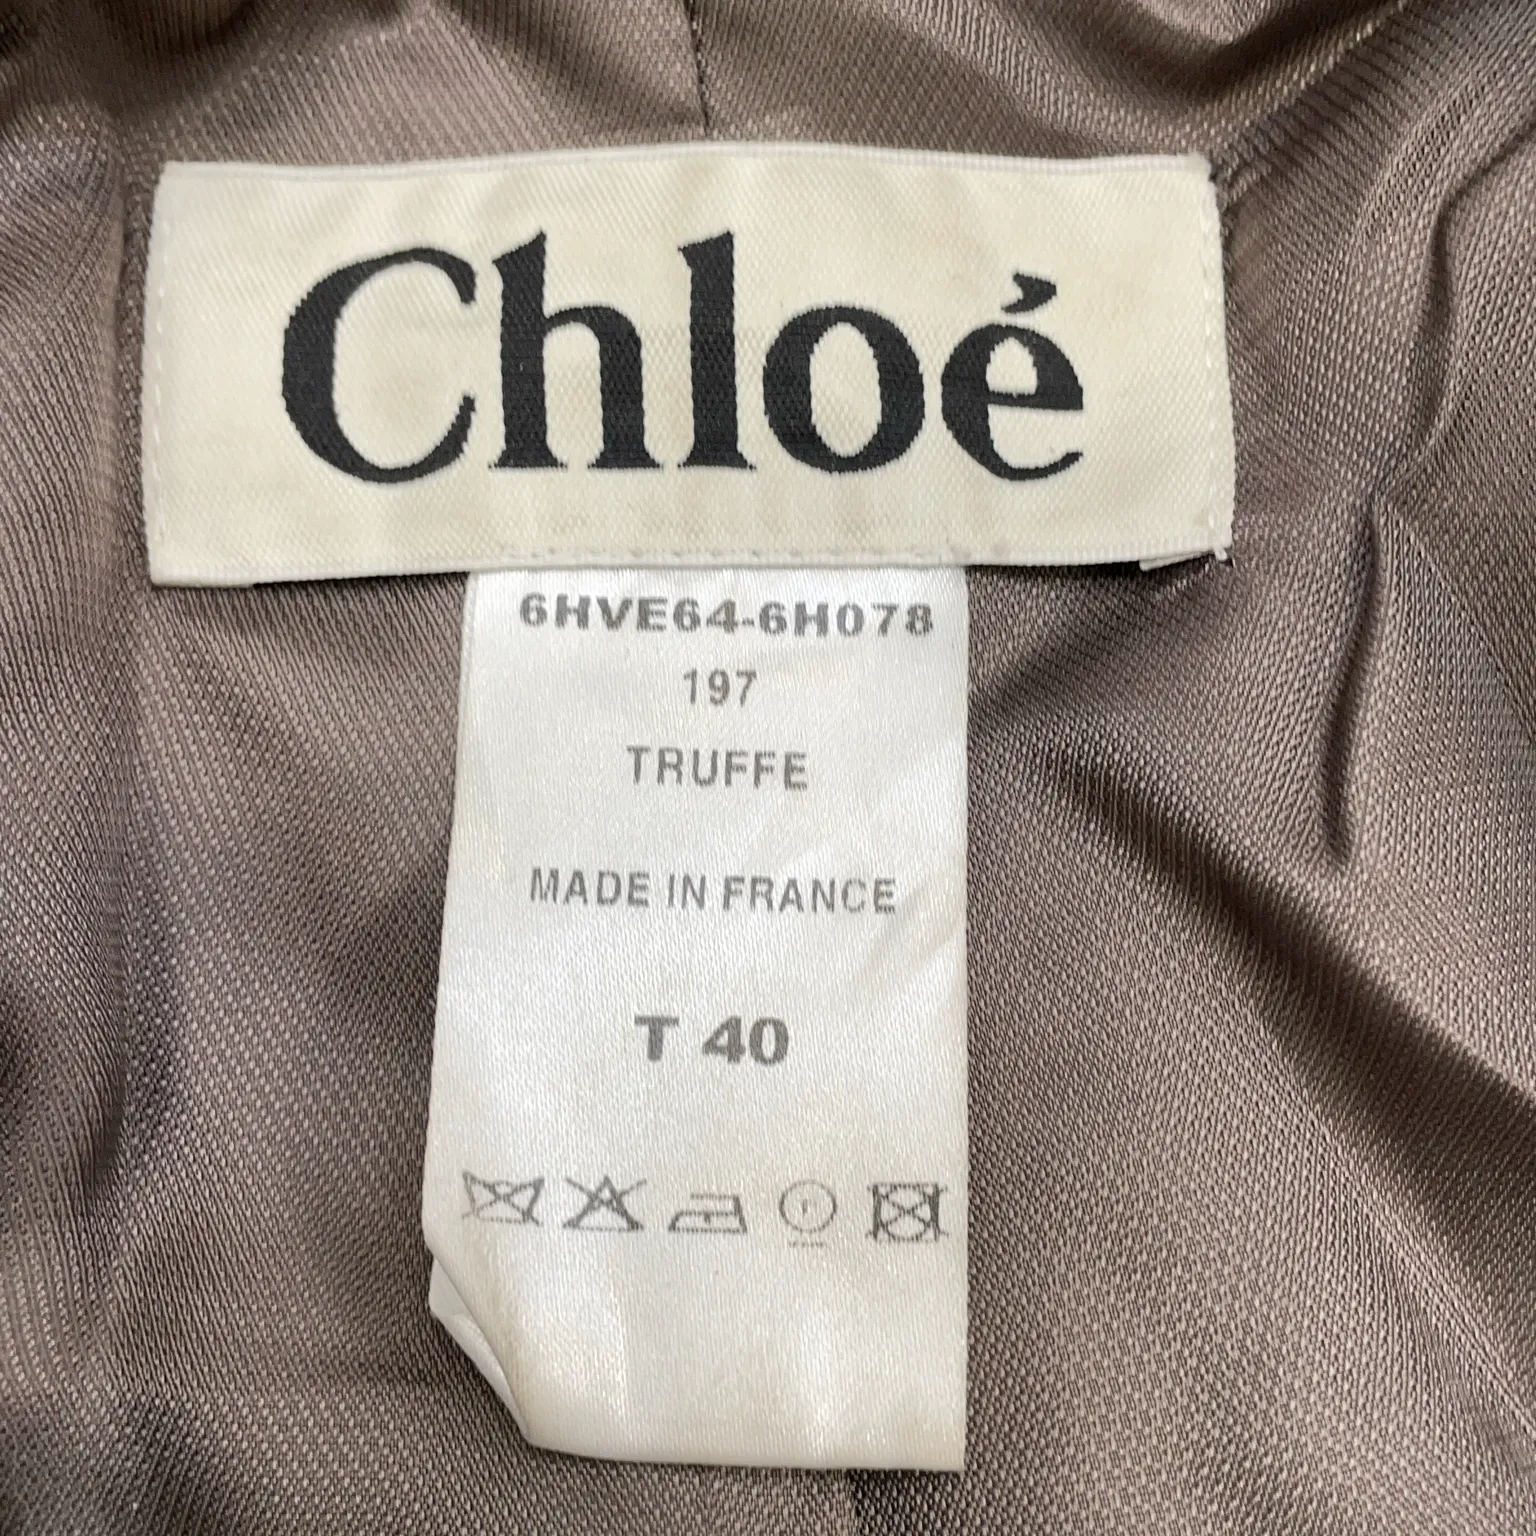 Chloé
6HVE64-6H078
197
TRUFFE
MADE IN FRANCE
T 40